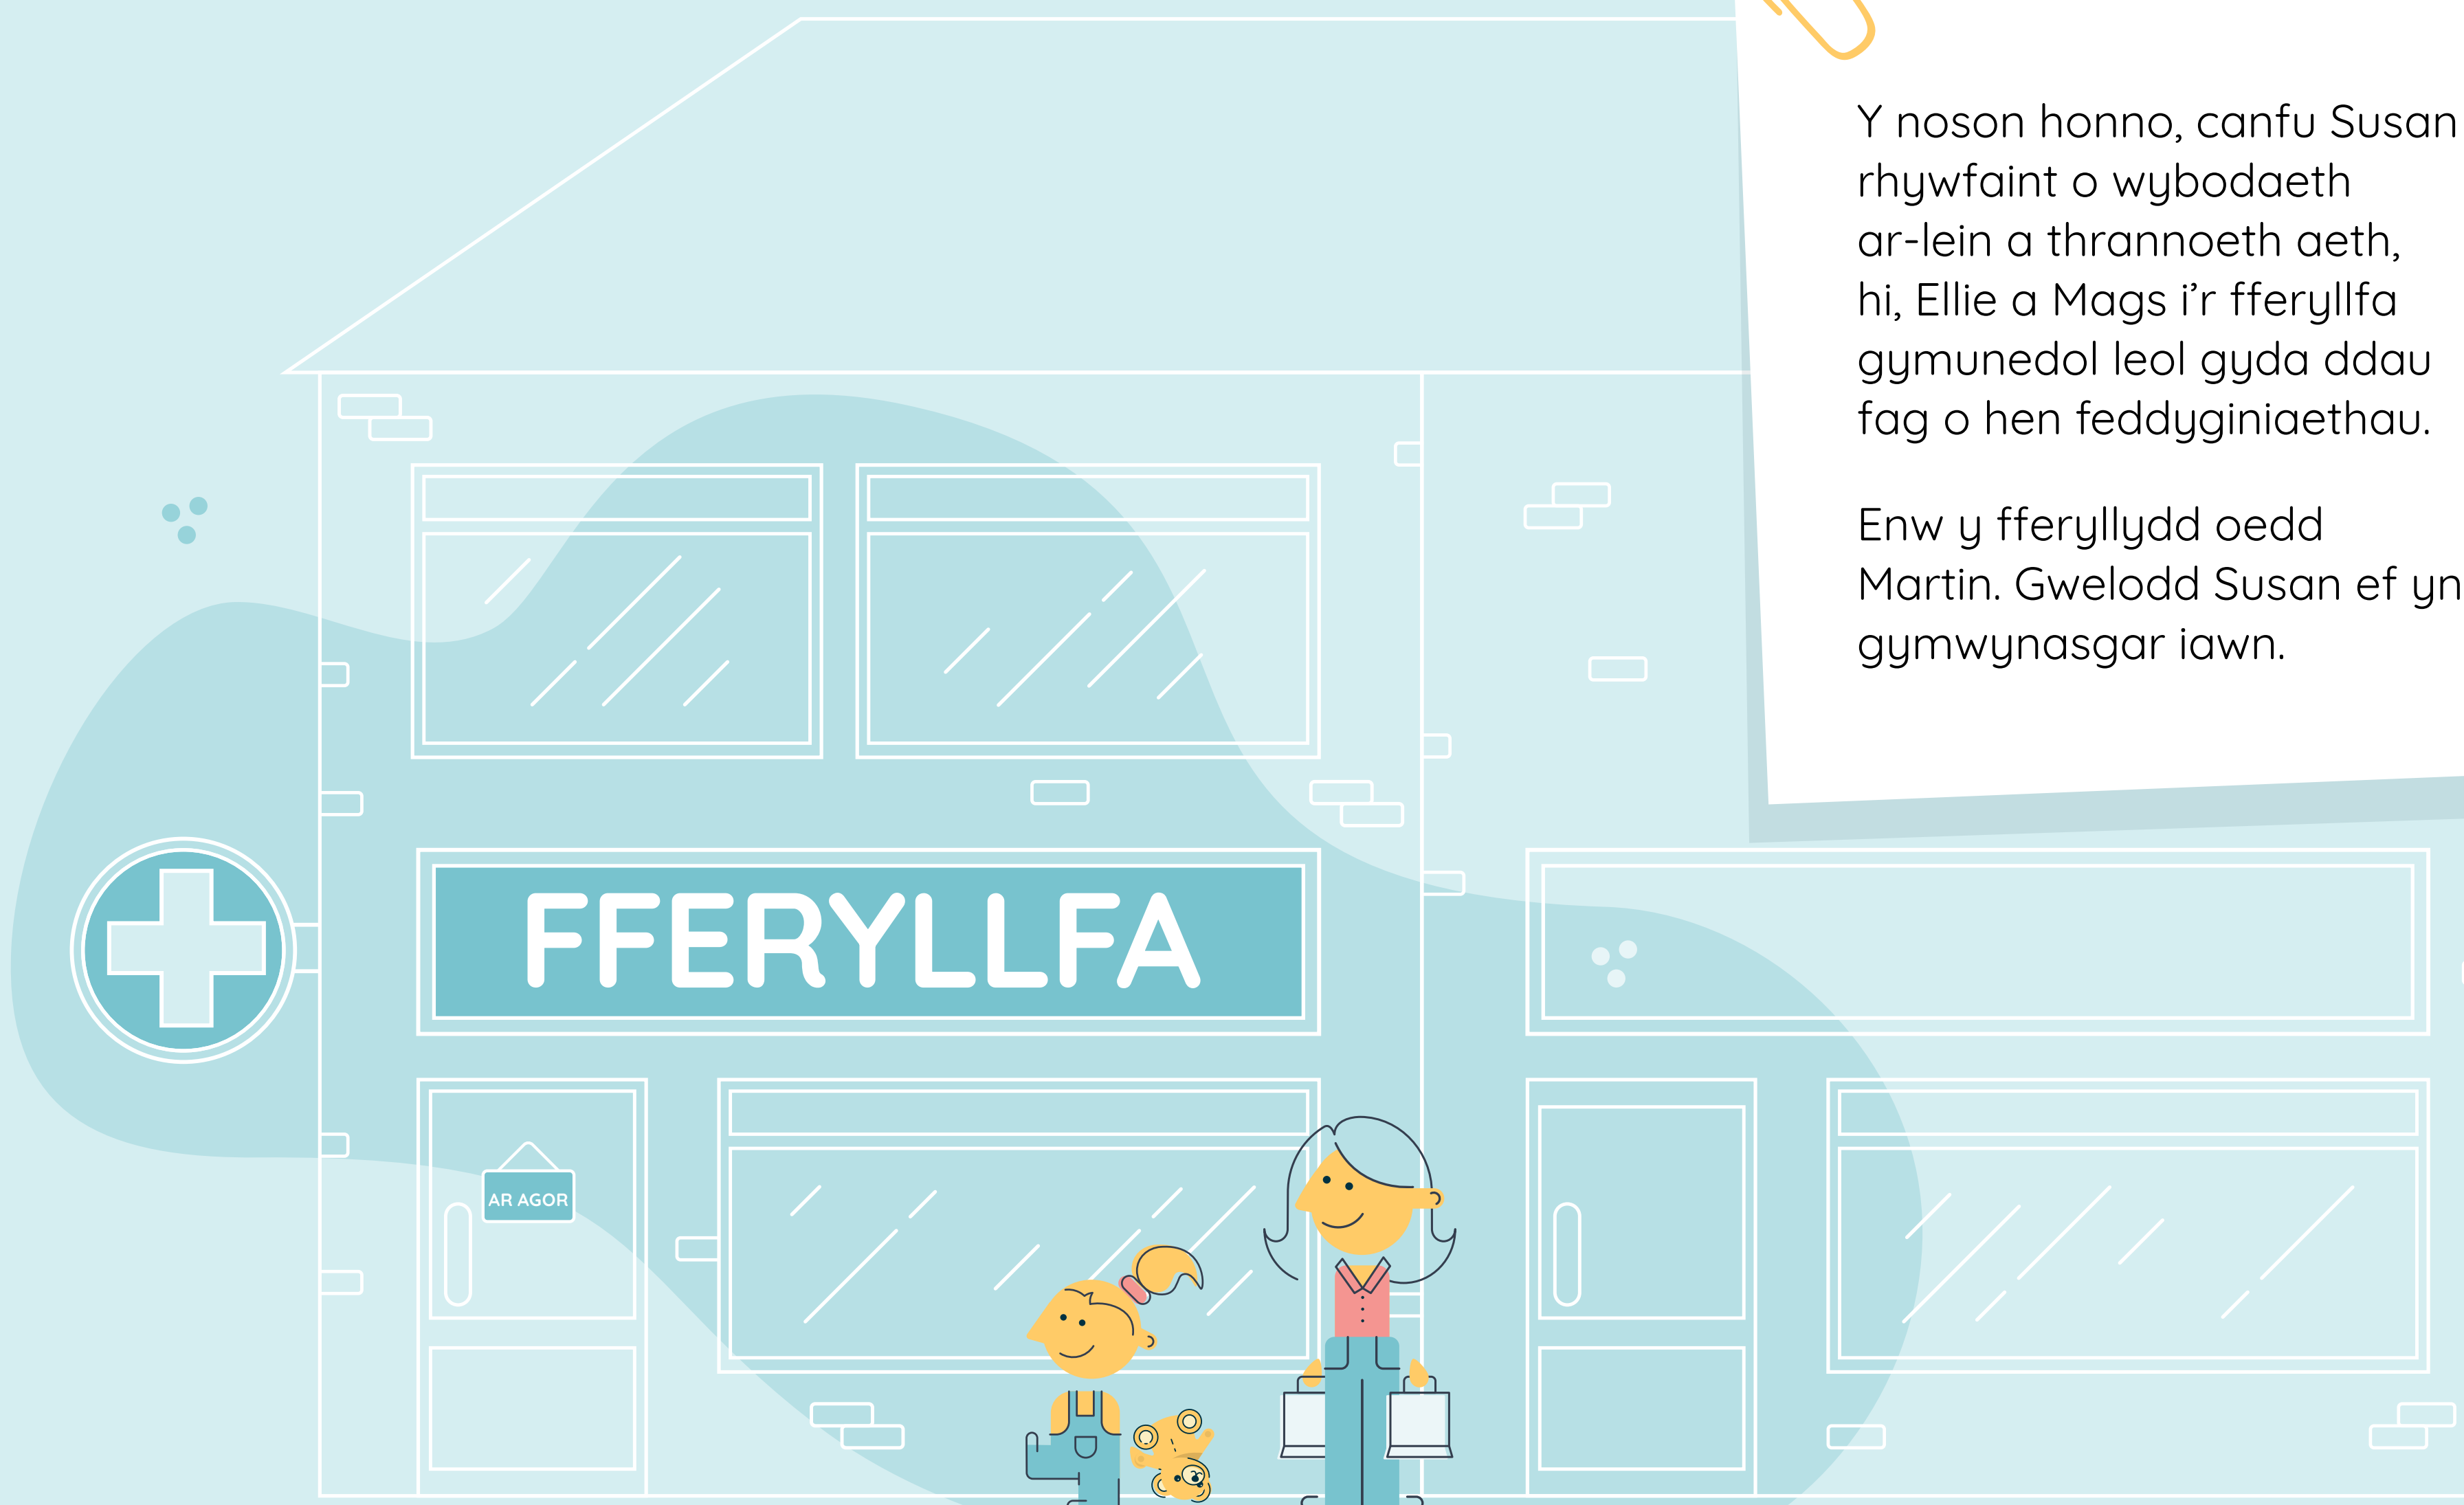 Y noson honno, canfu Susan
rhywfaint o wybodaeth
ar-lein a thrannoeth aeth,
hi, Ellie a Mags i’r fferyllfa
gymunedol leol gyda ddau
fag o hen feddyginiaethau.
Enw y fferyllydd oedd
Martin. Gwelodd Susan ef yn
gymwynasgar iawn.
FFERYLLFA
AR AGOR